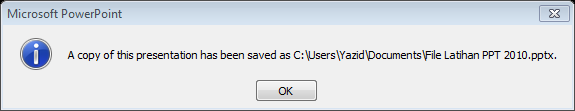 Microsoft PowerPoint
A copy of this presentation has been saved as C:\Users\Yazid\Documents\File Latihan PPT 2010.pptx.
OK